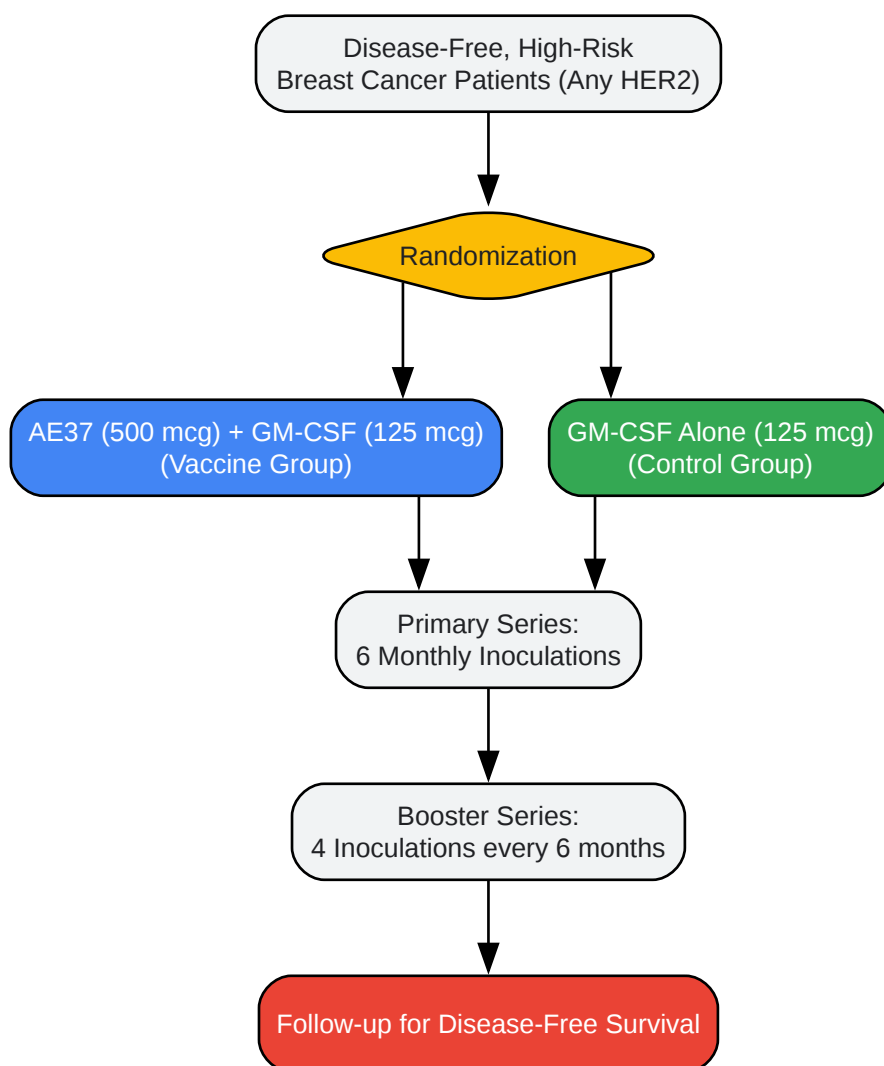 Disease-Free, High-Risk
Breast Cancer Patients (Any HER2)
Randomization
AE37 (500 mcg) + GM-CSF (125 mcg)
(Vaccine Group)
GM-CSF Alone (125 mcg)
(Control Group)
Primary Series:
6 Monthly Inoculations
Booster Series:
4 Inoculations every 6 months
Follow-up for Disease-Free Survival